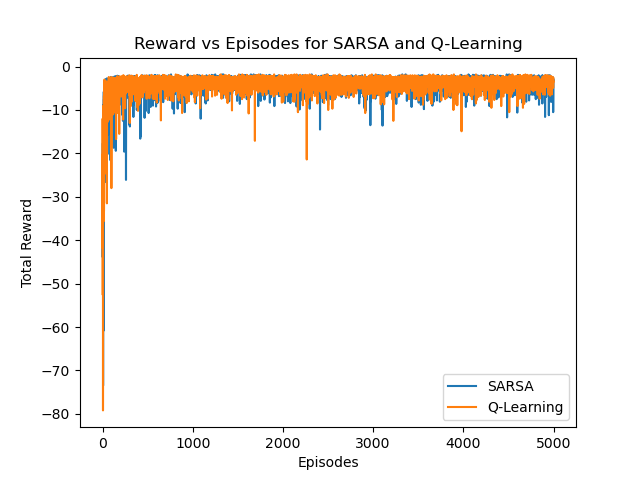 Reward vs Episodes for SARSA and Q-Learning
0
−10
−20
−30
−40
−50
−60
−70
−80
Total Reward
0 1000 2000 3000 4000 5000
Episodes
SARSA
Q-Learning